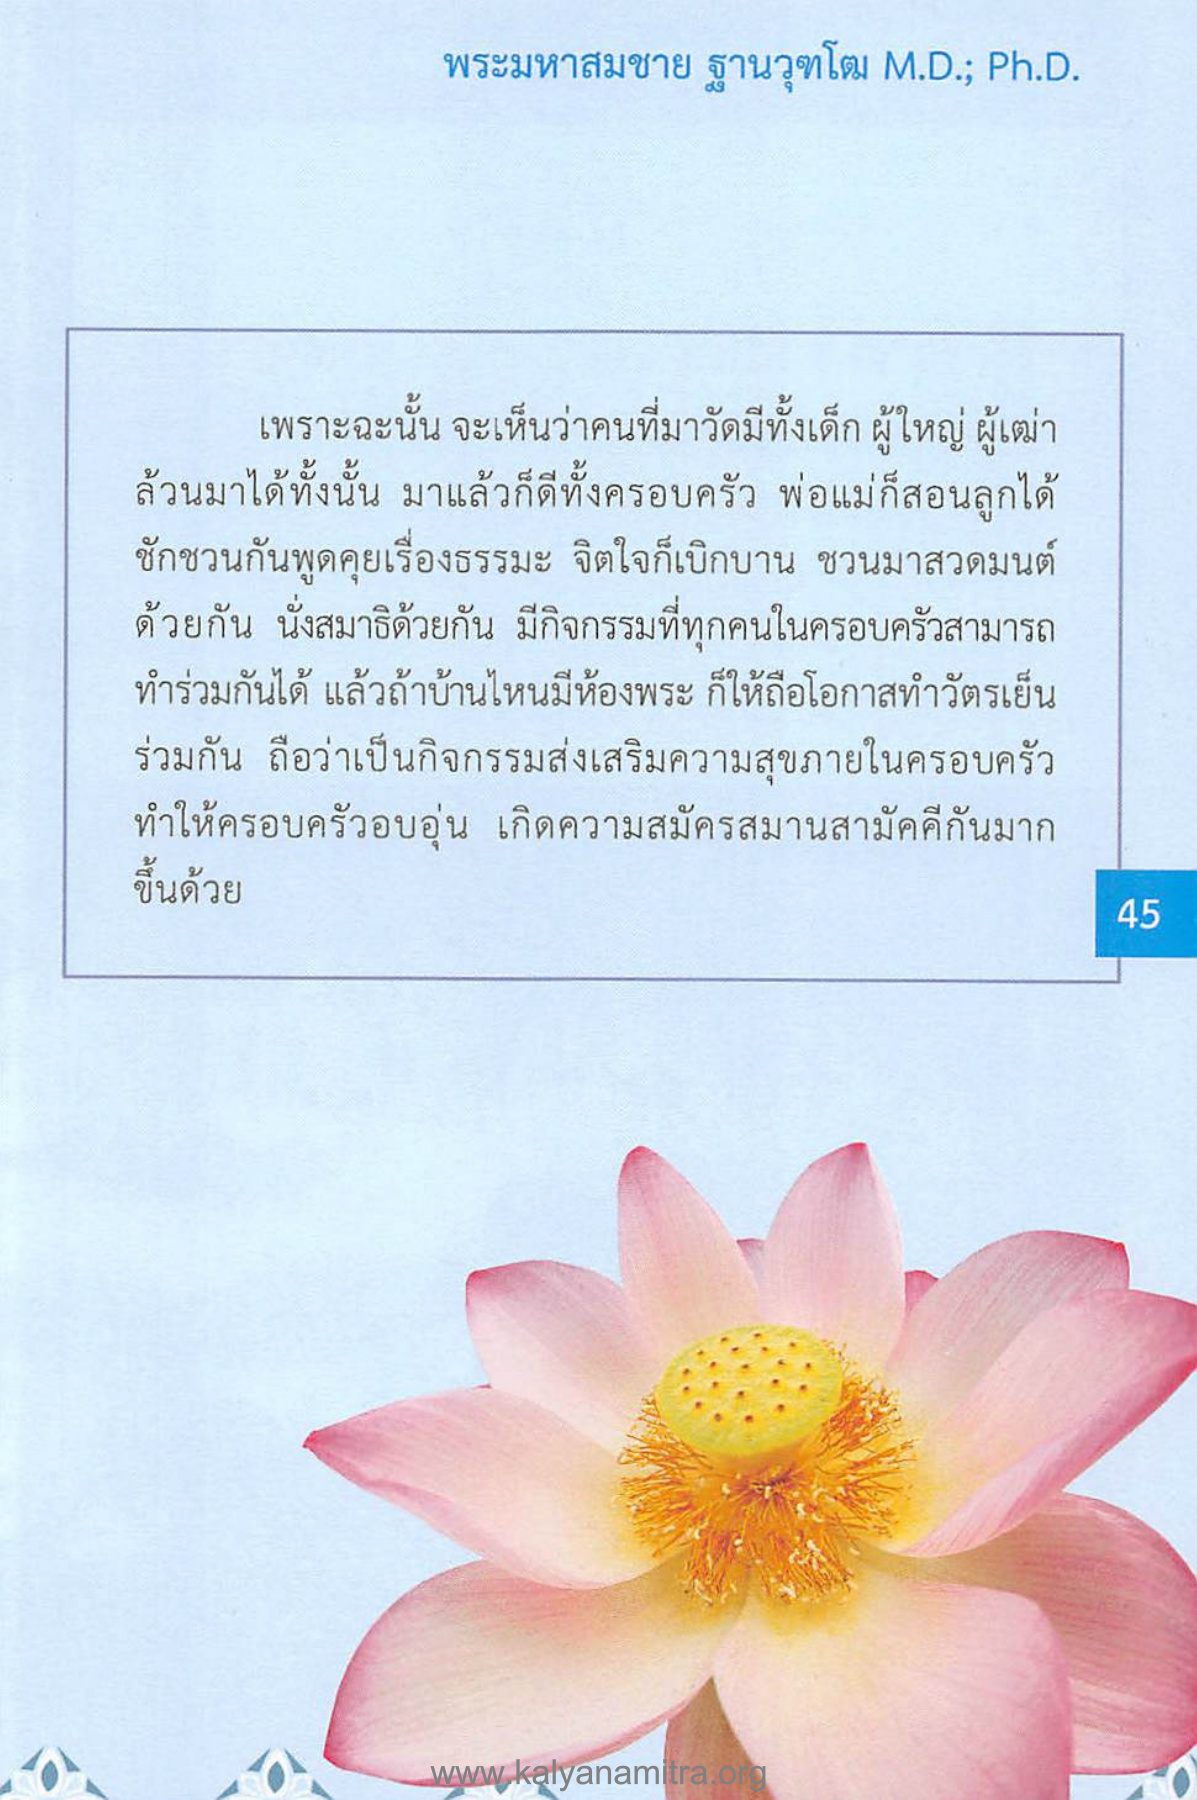 พระมหาสมชาย ฐานวุฑโฒ M.D.; Ph.D.
เพราะฉะนั้น จะเห็นว่าคนที่มาวัดมีทั้งเด็ก ผู้ใหญ่ ผู้เฒ่า
ล้วนมาได้ทั้งนั้น มาแล้วก็ดีทั้งครอบครัว พ่อแม่ก็สอนลูกได้
ชักชวนกันพูดคุยเรื่องธรรมะ จิตใจก็เบิกบาน ชวนมาสวดมนต์
ด้วยกัน นั่งสมาธิด้วยกัน มีกิจกรรมที่ทุกคนในครอบครัวสามารถ
ทำร่วมกันได้ แล้วถ้าบ้านไหนมีห้องพระ ก็ให้ถือโอกาสทำวัตรเย็น
ร่วมกัน ถือว่าเป็นกิจกรรมส่งเสริมความสุขภายในครอบครัว
ทำให้ครอบครัวอบอุ่น เกิดความสมัครสมานสามัคคีกันมาก
ขึ้นด้วย
45
www.kalyanamitra.org